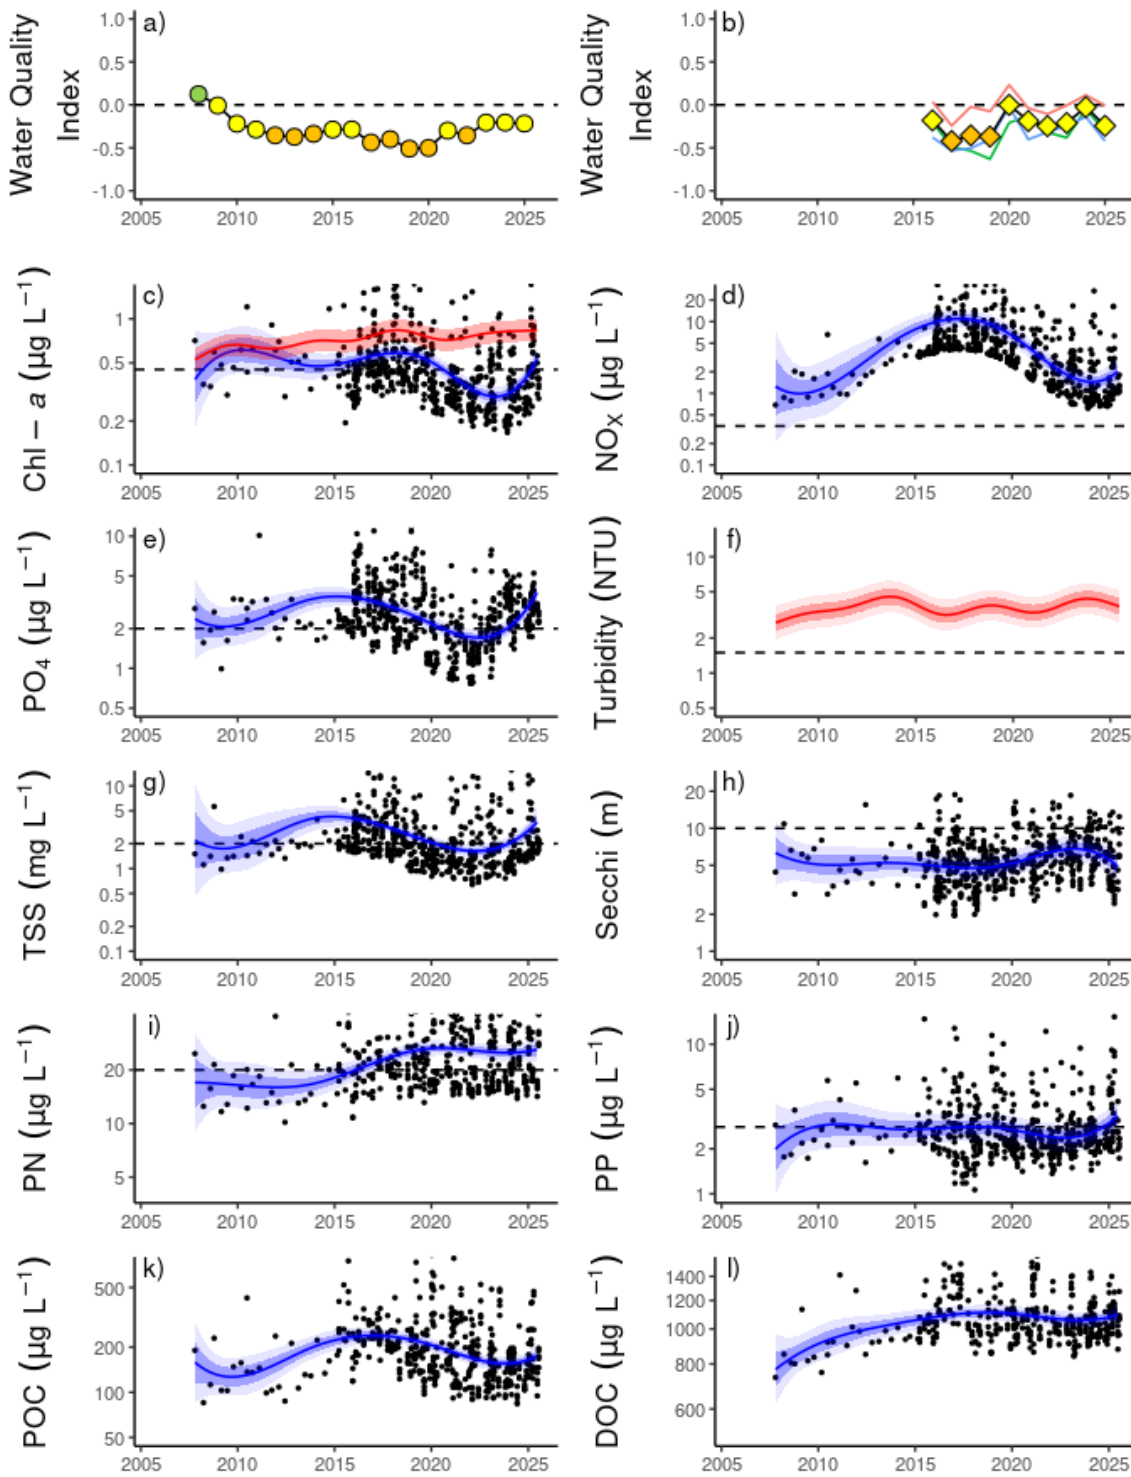 a)
Water Quality
Index
1.0
0.5
0.0
-0.5
-1.0
2005 2010 2015 2020 2025
b)
Water Quality
Index
1.0
0.5
0.0
-0.5
-1.0
2005 2010 2015 2020 2025
c)
Chl − a (µg L−1)
1
0.5
0.2
0.1
2005 2010 2015 2020 2025
d)
NOX (µg L−1)
20
10
5
2
1
0.5
0.2
0.1
2005 2010 2015 2020 2025
e)
PO4 (µg L−1)
10
5
2
1
0.5
2005 2010 2015 2020 2025
f)
Turbidity (NTU)
10
5
2
1
0.5
2005 2010 2015 2020 2025
g)
TSS (mg L−1)
10
5
2
1
0.5
0.2
0.1
2005 2010 2015 2020 2025
h)
Secchi (m)
20
10
5
2
1
2005 2010 2015 2020 2025
i)
PN (µg L−1)
20
10
5
2005 2010 2015 2020 2025
j)
PP (µg L−1)
10
5
2
1
2005 2010 2015 2020 2025
k)
POC (µg L−1)
500
200
100
50
2005 2010 2015 2020 2025
l)
DOC (µg L−1)
1400
1200
1000
800
600
2005 2010 2015 2020 2025